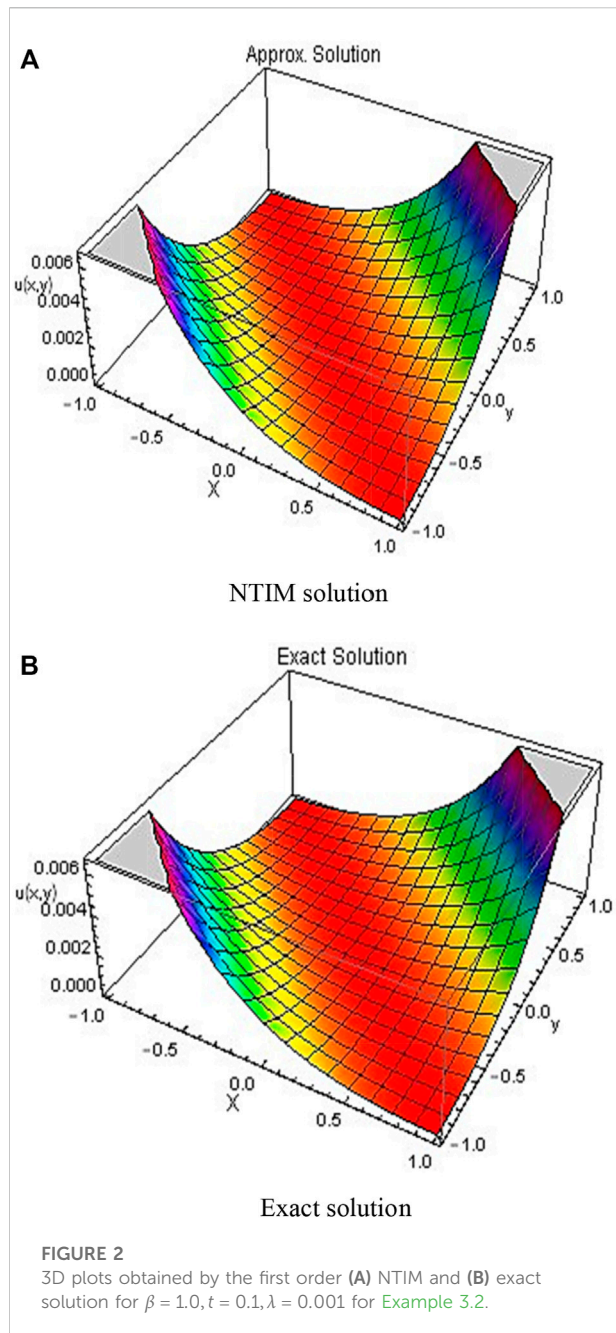 A
Approx. Solution
0.006
u(x,y)
0.004
0.002
0.000
-1.0
-0.5
0.0
X
0.5
1.0
1.0
0.5
0.0
y
-0.5
-1.0
NTIM solution
B
Exact Solution
0.006
u(x,y)
0.004
0.002
0.000
-1.0
-0.5
0.0
X
0.5
1.0
1.0
0.5
0.0
y
-0.5
-1.0
Exact solution
FIGURE 2
3D plots obtained by the first order (A) NTIM and (B) exact
solution for β = 1.0, t = 0.1, λ = 0.001 for Example 3.2.